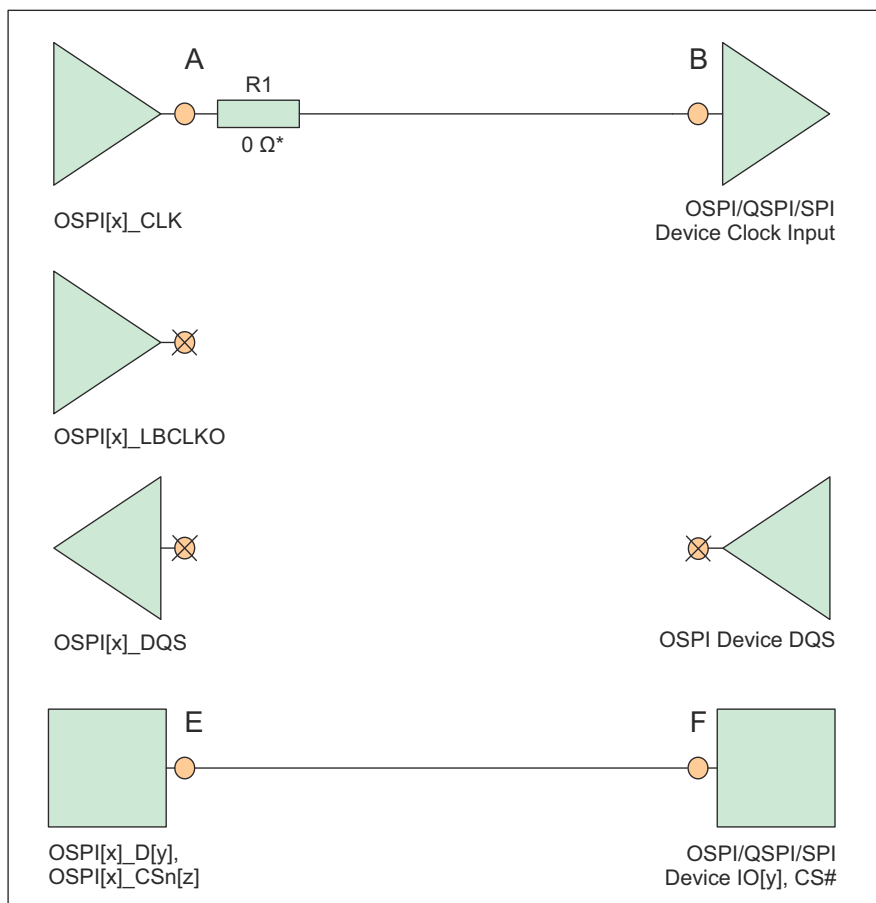 A
B
R1
0 Ω*
OSPI[x]_CLK
OSPI/QSPI/SPI
Device Clock Input
OSPI[x]_LBCLKO
OSPI[x]_DQS
OSPI Device DQS
E
F
OSPI[x]_D[y],
OSPI[x]_CSn[z]
OSPI/QSPI/SPI
Device IO[y], CS#